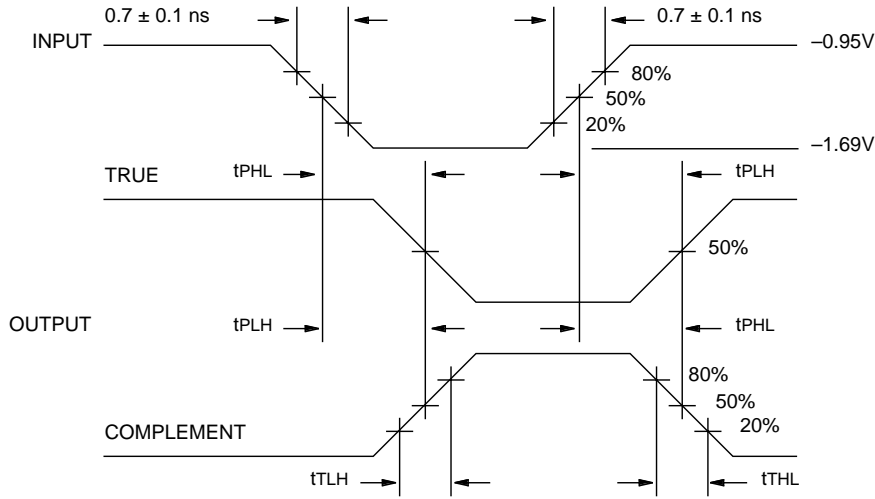 0.7 ± 0.1 ns
0.7 ± 0.1 ns
INPUT
–0.95V
80%
50%
20%
–1.69V
tPHL
tPLH
TRUE
50%
OUTPUT
tPLH
tPHL
80%
50%
20%
COMPLEMENT
tTLH
tTHL